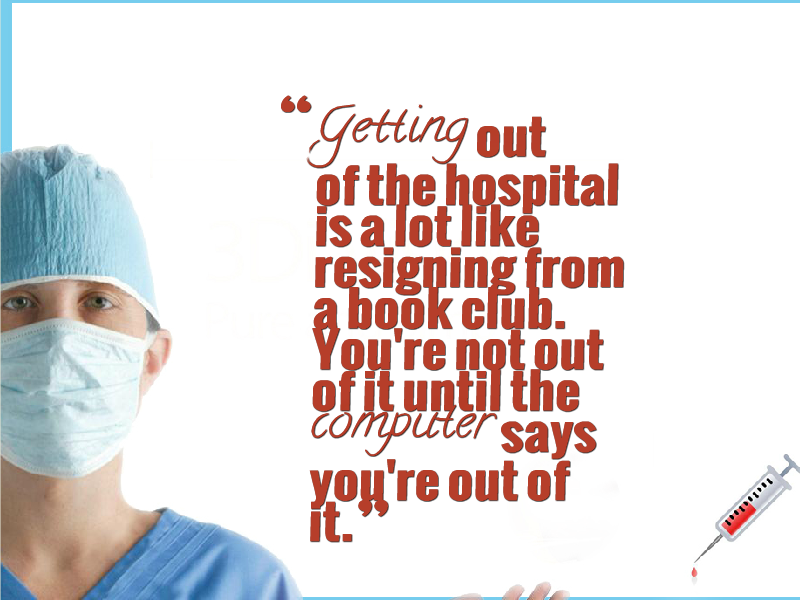 “Getting out
of the hospital
is a lot like
resigning from
a book club.
You're not out
of it until the
computer says
you're out of
it.”